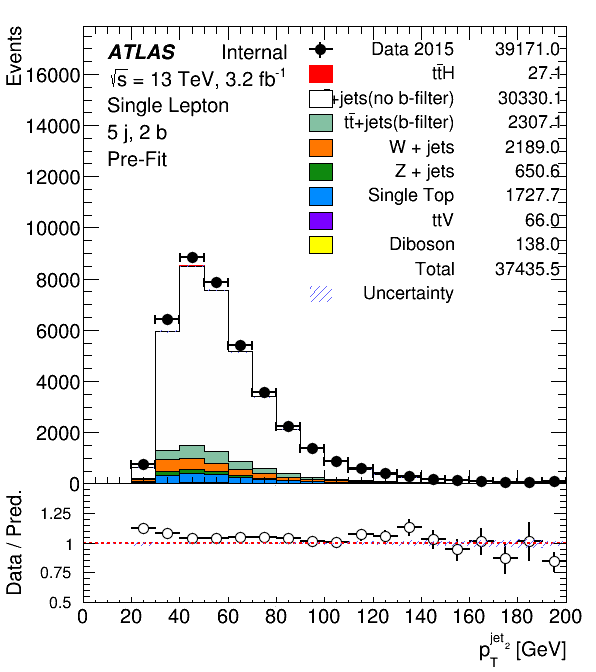 Events
ATLAS Internal
√s = 13 TeV, 3.2 fb-1
Single Lepton
5 j, 2 b
Pre-Fit
Data 2015 39171.0
tt̄H 27.1
+jets(no b-filter) 30330.1
tt̄+jets(b-filter) 2307.1
W + jets 2189.0
Z + jets 650.6
Single Top 1727.7
ttV 66.0
Diboson 138.0
Total 37435.5
Uncertainty
16000
14000
12000
10000
8000
6000
4000
2000
0
Data / Pred.
1.25
1
0.75
0.5
0 20 40 60 80 100 120 140 160 180 200
pT jet2 [GeV]